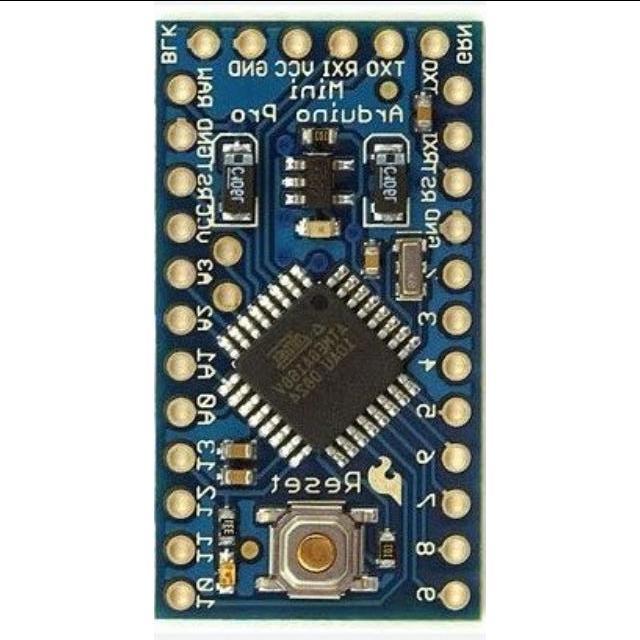 BLK
GRN
TXO RXI VCC GND
Mini
Arduino Pro
RAW
GND
RST
VCC
A3
A2
A1
A0
13
12
11
10
TXO
RXI
RST
GND
2
3
4
5
6
7
8
9
Reset